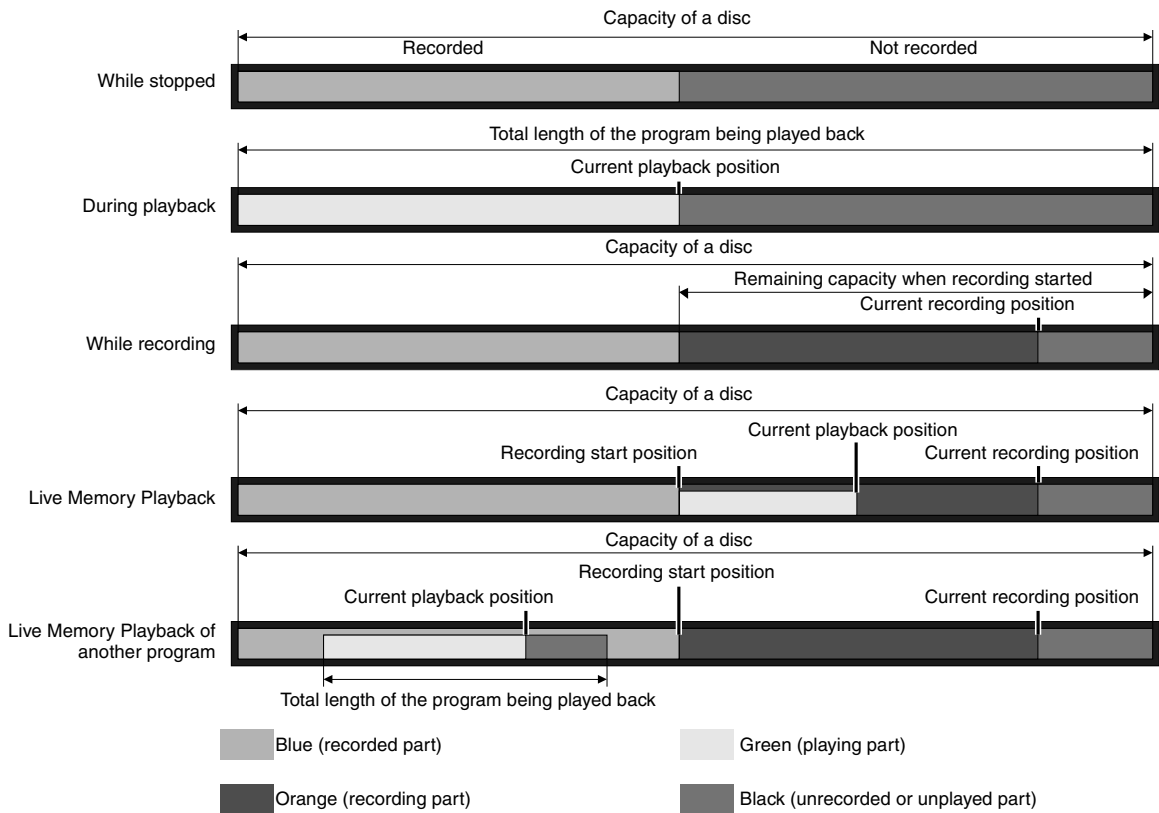 Capacity of a disc
Recorded
Not recorded
While stopped
Total length of the program being played back
Current playback position
During playback
Capacity of a disc
Remaining capacity when recording started
Current recording position
While recording
Capacity of a disc
Current playback position
Recording start position
Current recording position
Live Memory Playback
Capacity of a disc
Recording start position
Current playback position
Current recording position
Live Memory Playback of
another program
Total length of the program being played back
Blue (recorded part)
Green (playing part)
Orange (recording part)
Black (unrecorded or unplayed part)